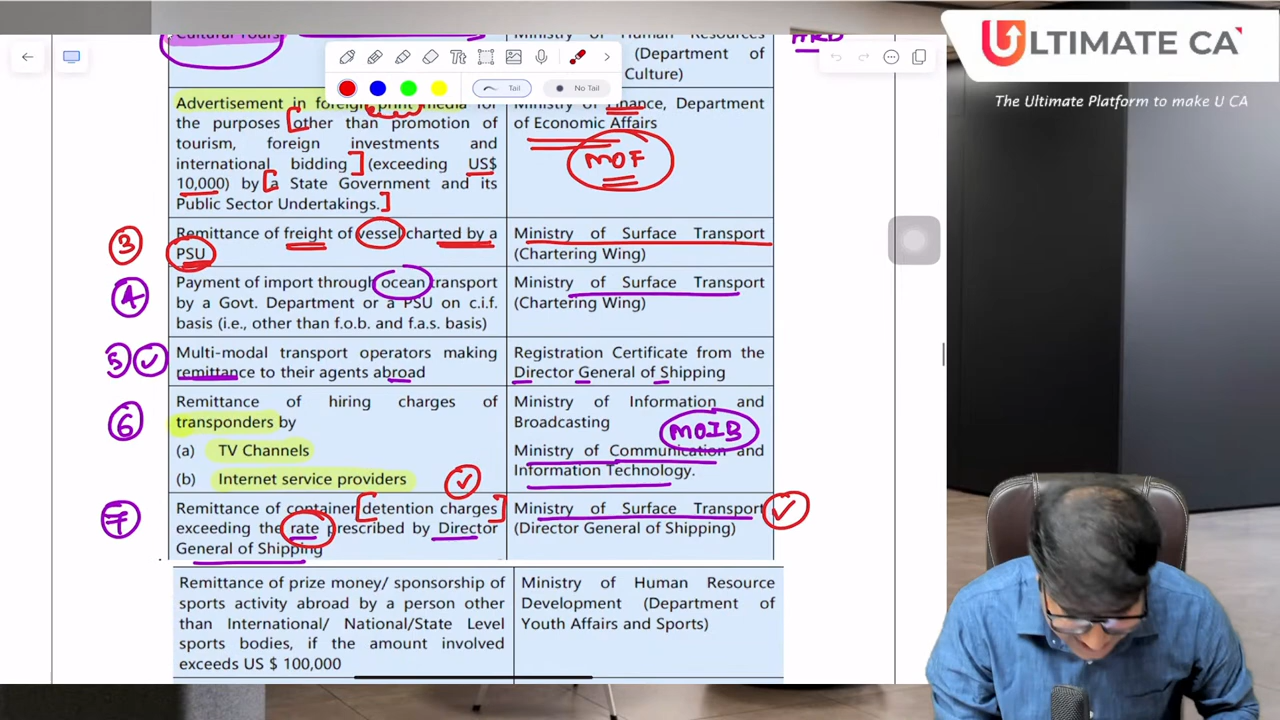 ULTIMATE CA
The Ultimate Platform to make U CA
Cultural Tours
Ministry of Human Resources
(Department of
Culture)
HRD
Tail
No Tail
Advertisement in foreign print media for
the purposes other than promotion of
tourism, foreign investments and
international bidding (exceeding US$
10,000) by a State Government and its
Public Sector Undertakings.
Ministry of Finance, Department
of Economic Affairs
MOF
3
Remittance of freight of vessel charted by a
PSU
Ministry of Surface Transport
(Chartering Wing)
4
Payment of import through ocean transport
by a Govt. Department or a PSU on c.i.f.
basis (i.e., other than f.o.b. and f.a.s. basis)
Ministry of Surface Transport
(Chartering Wing)
5
Multi-modal transport operators making
remittance to their agents abroad
Registration Certificate from the
Director General of Shipping
6
Remittance of hiring charges of
transponders by
(a) TV Channels
(b) Internet service providers
Ministry of Information and
Broadcasting
MOIB
Ministry of Communication and
Information Technology.
7
Remittance of container detention charges
exceeding the rate prescribed by Director
General of Shipping
Ministry of Surface Transport
(Director General of Shipping)
Remittance of prize money/ sponsorship of
sports activity abroad by a person other
than International/ National/State Level
sports bodies, if the amount involved
exceeds US $ 100,000
Ministry of Human Resource
Development (Department of
Youth Affairs and Sports)